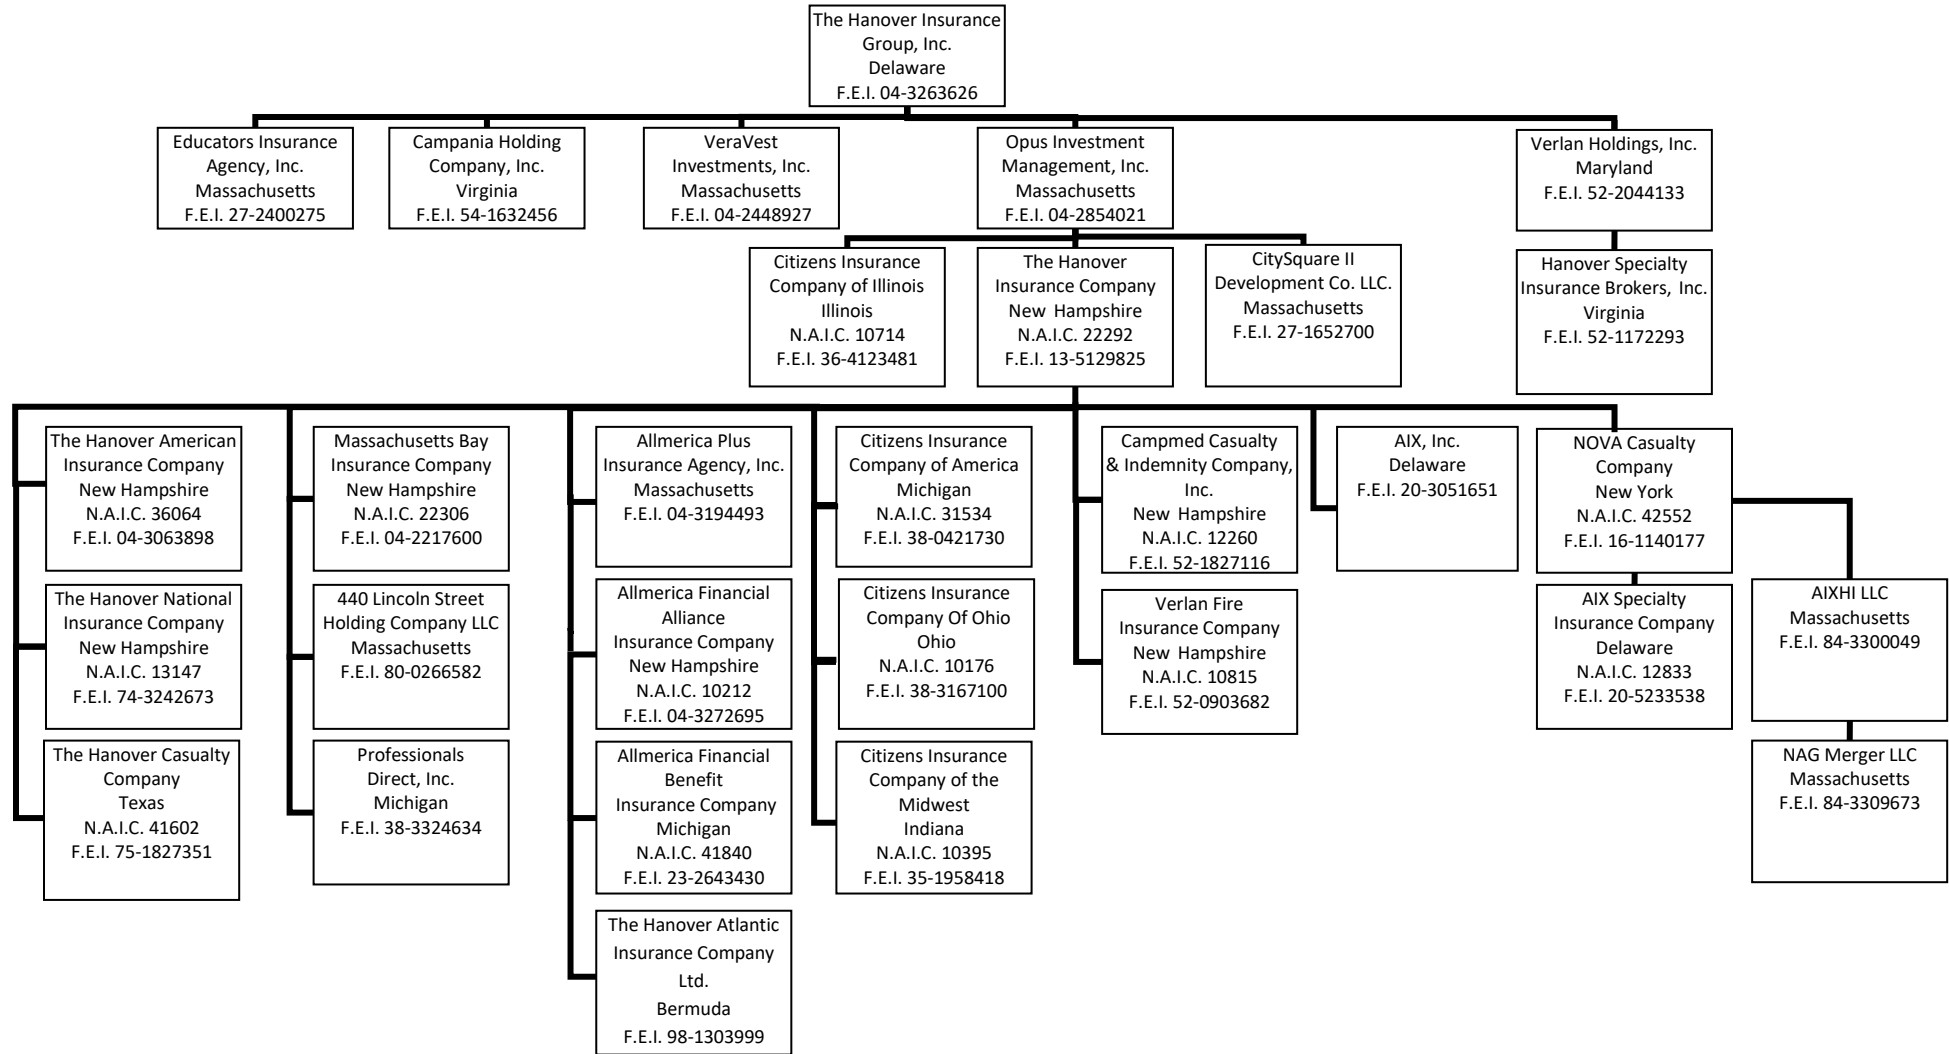 The Hanover Insurance
Group, Inc.
Delaware
F.E.I. 04-3263626
Educators Insurance
Agency, Inc.
Massachusetts
F.E.I. 27-2400275
Campania Holding
Company, Inc.
Virginia
F.E.I. 54-1632456
VeraVest
Investments, Inc.
Massachusetts
F.E.I. 04-2448927
Opus Investment
Management, Inc.
Massachusetts
F.E.I. 04-2854021
Verlan Holdings, Inc.
Maryland
F.E.I. 52-2044133
Citizens Insurance
Company of Illinois
Illinois
N.A.I.C. 10714
F.E.I. 36-4123481
The Hanover
Insurance Company
New Hampshire
N.A.I.C. 22292
F.E.I. 13-5129825
CitySquare II
Development Co. LLC.
Massachusetts
F.E.I. 27-1652700
Hanover Specialty
Insurance Brokers, Inc.
Virginia
F.E.I. 52-1172293
The Hanover American
Insurance Company
New Hampshire
N.A.I.C. 36064
F.E.I. 04-3063898
Massachusetts Bay
Insurance Company
New Hampshire
N.A.I.C. 22306
F.E.I. 04-2217600
Allmerica Plus
Insurance Agency, Inc.
Massachusetts
F.E.I. 04-3194493
Citizens Insurance
Company of America
Michigan
N.A.I.C. 31534
F.E.I. 38-0421730
Campmed Casualty
& Indemnity Company,
Inc.
New Hampshire
N.A.I.C. 12260
F.E.I. 52-1827116
AIX, Inc.
Delaware
F.E.I. 20-3051651
NOVA Casualty
Company
New York
N.A.I.C. 42552
F.E.I. 16-1140177
The Hanover National
Insurance Company
New Hampshire
N.A.I.C. 13147
F.E.I. 74-3242673
440 Lincoln Street
Holding Company LLC
Massachusetts
F.E.I. 80-0266582
Allmerica Financial
Alliance
Insurance Company
New Hampshire
N.A.I.C. 10212
F.E.I. 04-3272695
Citizens Insurance
Company Of Ohio
Ohio
N.A.I.C. 10176
F.E.I. 38-3167100
Verlan Fire
Insurance Company
New Hampshire
N.A.I.C. 10815
F.E.I. 52-0903682
AIX Specialty
Insurance Company
Delaware
N.A.I.C. 12833
F.E.I. 20-5233538
AIXHI LLC
Massachusetts
F.E.I. 84-3300049
The Hanover Casualty
Company
Texas
N.A.I.C. 41602
F.E.I. 75-1827351
Professionals
Direct, Inc.
Michigan
F.E.I. 38-3324634
Allmerica Financial
Benefit
Insurance Company
Michigan
N.A.I.C. 41840
F.E.I. 23-2643430
Citizens Insurance
Company of the
Midwest
Indiana
N.A.I.C. 10395
F.E.I. 35-1958418
NAG Merger LLC
Massachusetts
F.E.I. 84-3309673
The Hanover Atlantic
Insurance Company
Ltd.
Bermuda
F.E.I. 98-1303999